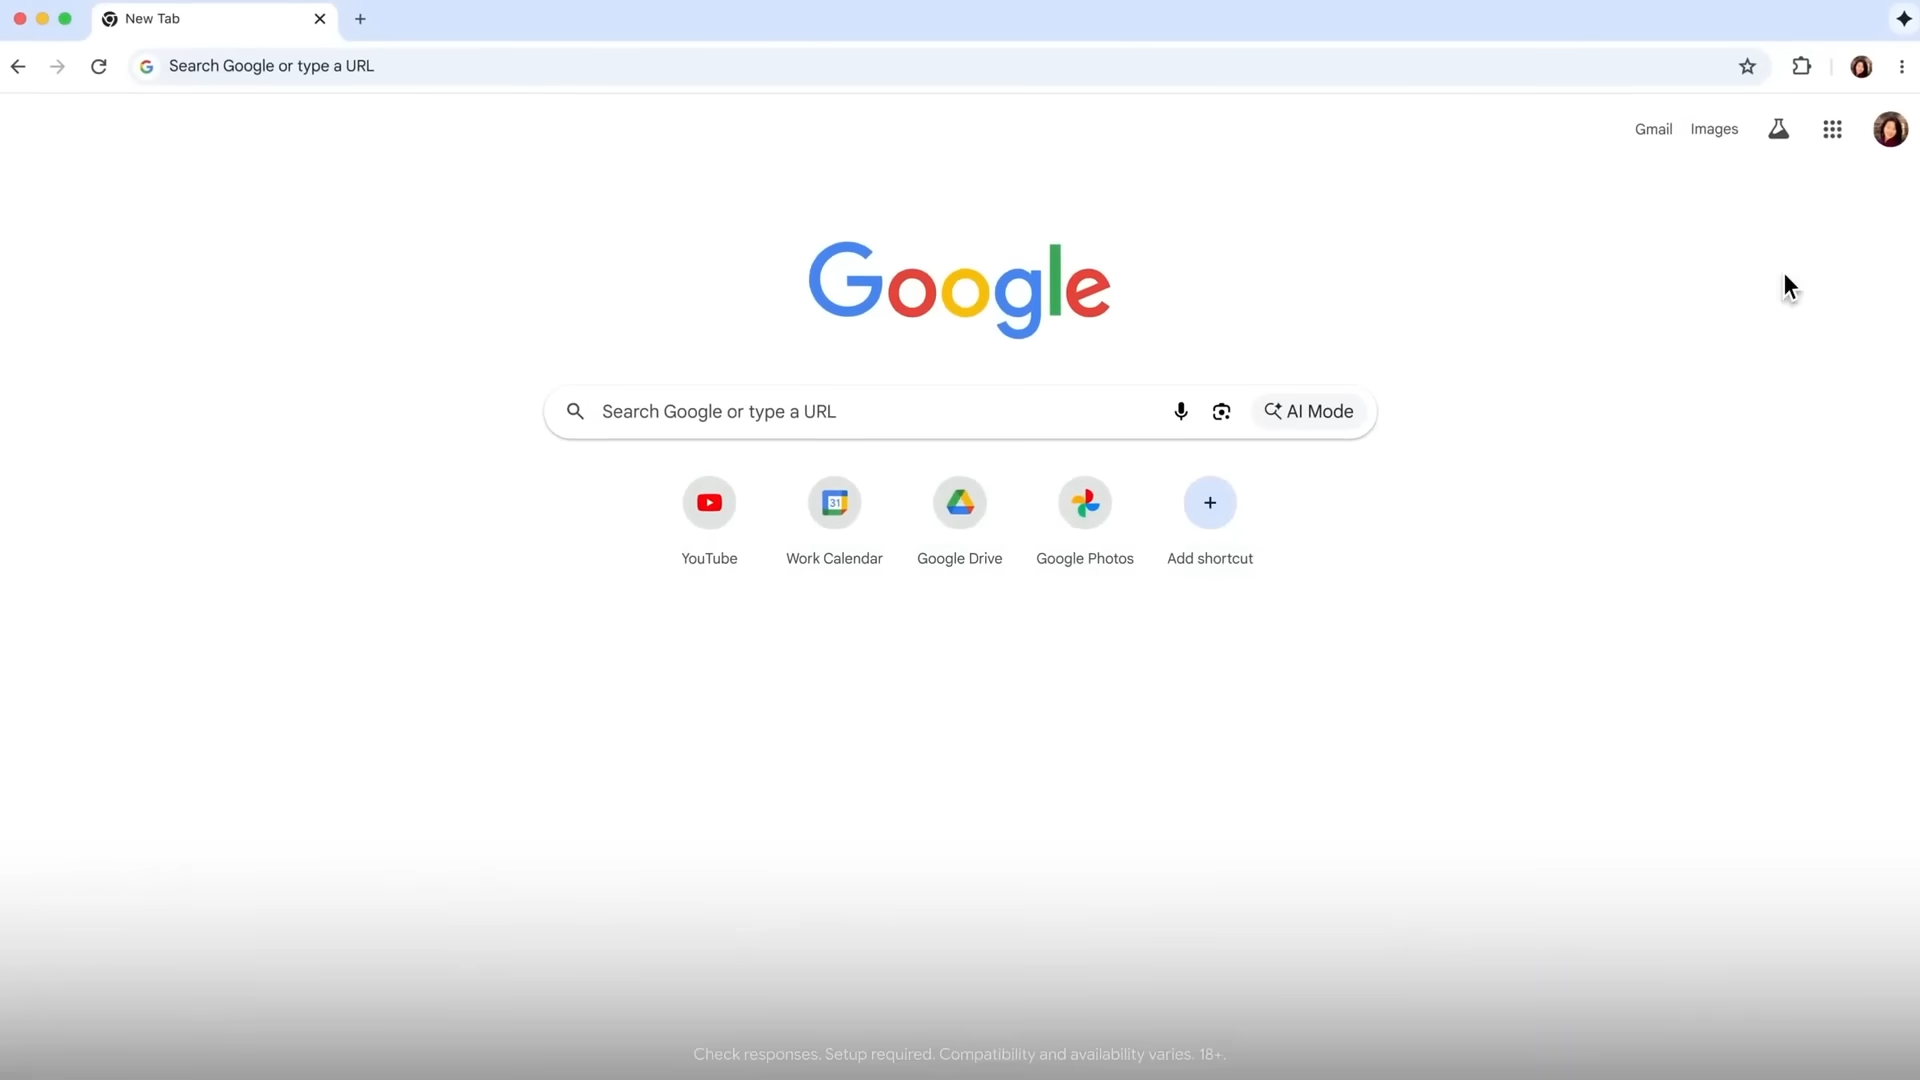 New Tab
Search Google or type a URL
Gmail Images
Google
Search Google or type a URL AI Mode
31
YouTube Work Calendar Google Drive Google Photos Add shortcut
Check responses. Setup required. Compatibility and availability varies. 18+.